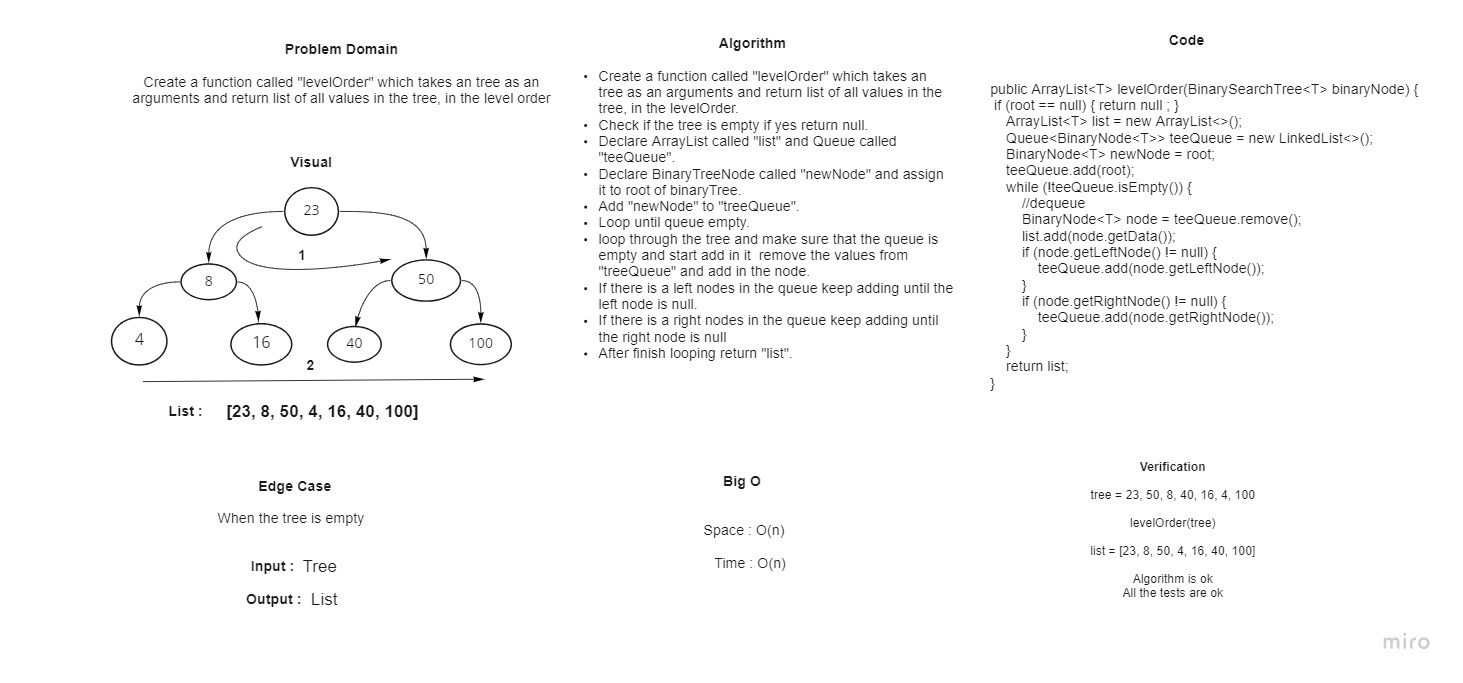 Problem Domain
Create a function called "levelOrder" which takes an tree as an
arguments and return list of all values in the tree, in the level order
Visual
23
1
8
50
4
16
40
100
2
List : [23, 8, 50, 4, 16, 40, 100]
Edge Case
When the tree is empty
Input : Tree
Output : List
Algorithm
• Create a function called "levelOrder" which takes an
tree as an arguments and return list of all values in the
tree, in the levelOrder.
• Check if the tree is empty if yes return null.
• Declare ArrayList called "list" and Queue called
"teeQueue".
• Declare BinaryTreeNode called "newNode" and assign
it to root of binaryTree.
• Add "newNode" to "treeQueue".
• Loop until queue empty.
• loop through the tree and make sure that the queue is
empty and start add in it  remove the values from
"treeQueue" and add in the node.
• If there is a left nodes in the queue keep adding until the
left node is null.
• If there is a right nodes in the queue keep adding until
the right node is null
• After finish looping return "list".
Big O
Space : O(n)
Time : O(n)
Code
public ArrayList<T> levelOrder(BinarySearchTree<T> binaryNode) {
if (root == null) { return null ; }
ArrayList<T> list = new ArrayList<>();
Queue<BinaryNode<T>> teeQueue = new LinkedList<>();
BinaryNode<T> newNode = root;
teeQueue.add(root);
while (!teeQueue.isEmpty()) {
//dequeue
BinaryNode<T> node = teeQueue.remove();
list.add(node.getData());
if (node.getLeftNode() != null) {
teeQueue.add(node.getLeftNode());
}
if (node.getRightNode() != null) {
teeQueue.add(node.getRightNode());
}
}
return list;
}
Verification
tree = 23, 50, 8, 40, 16, 4, 100
levelOrder(tree)
list = [23, 8, 50, 4, 16, 40, 100]
Algorithm is ok
All the tests are ok
miro